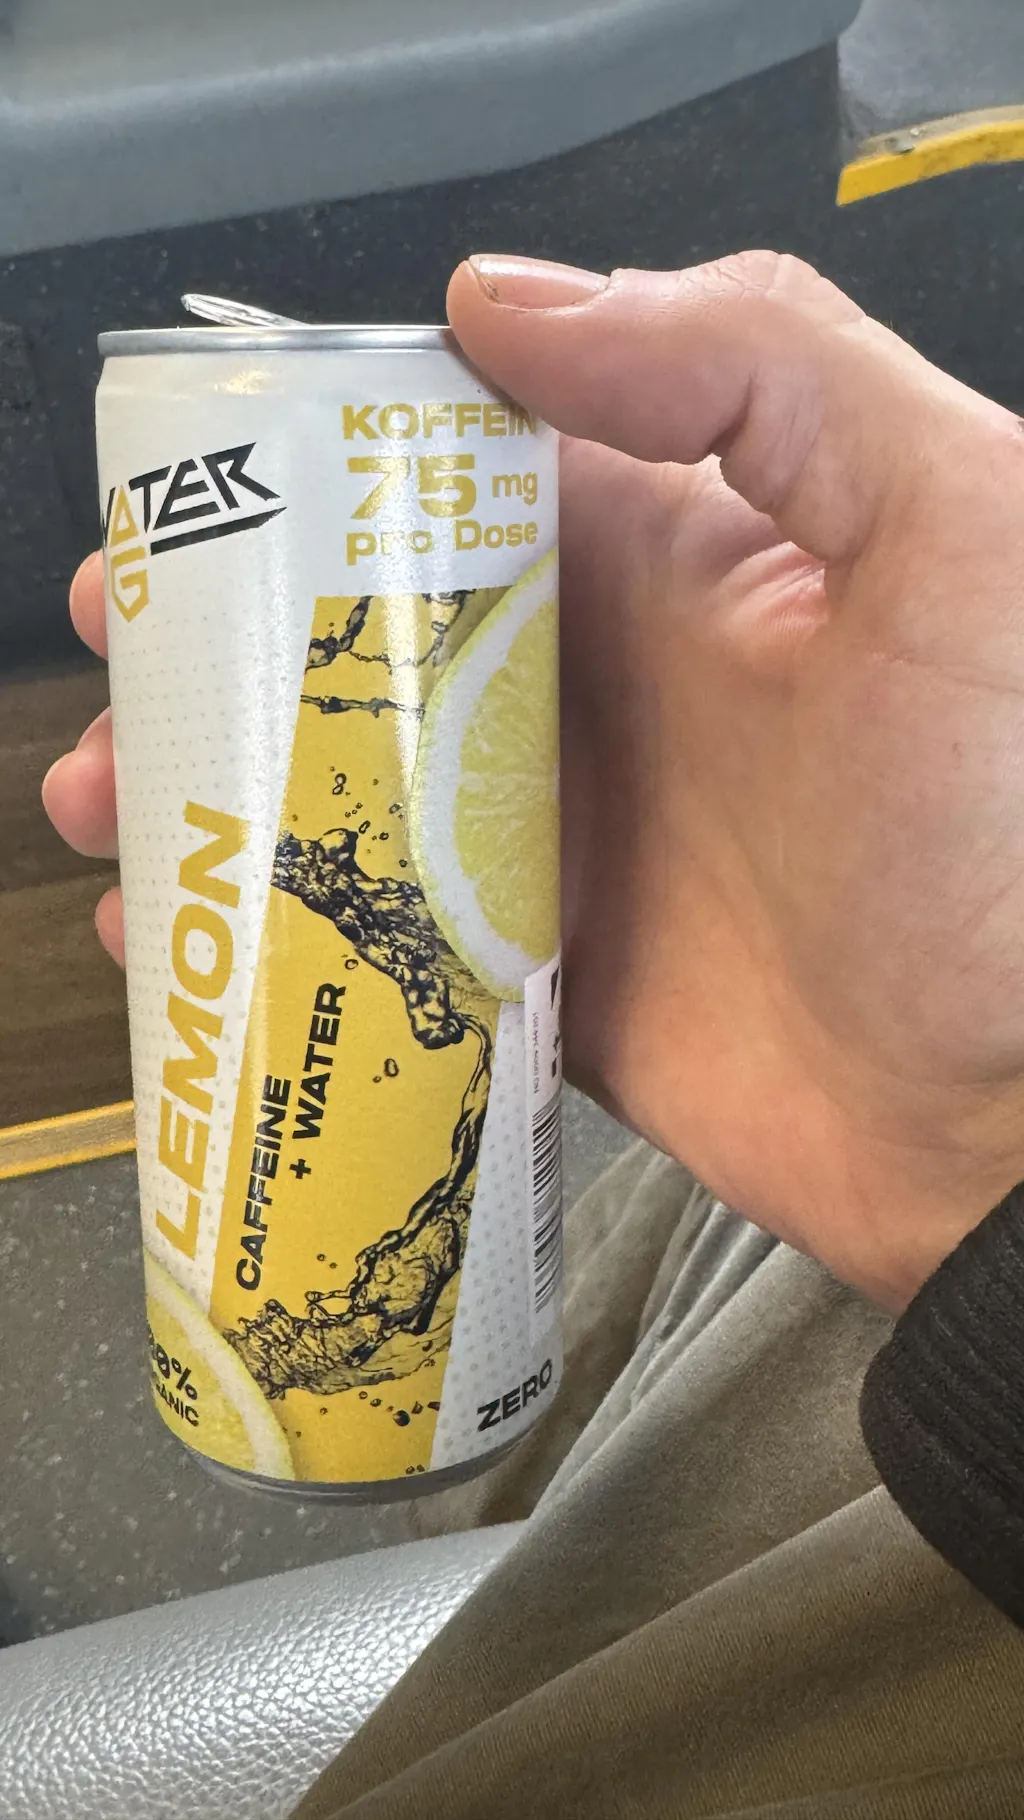 KOFFEIN
75 mg
pro Dose
WATER
LEMON
CAFFEINE
+ WATER
ZERO